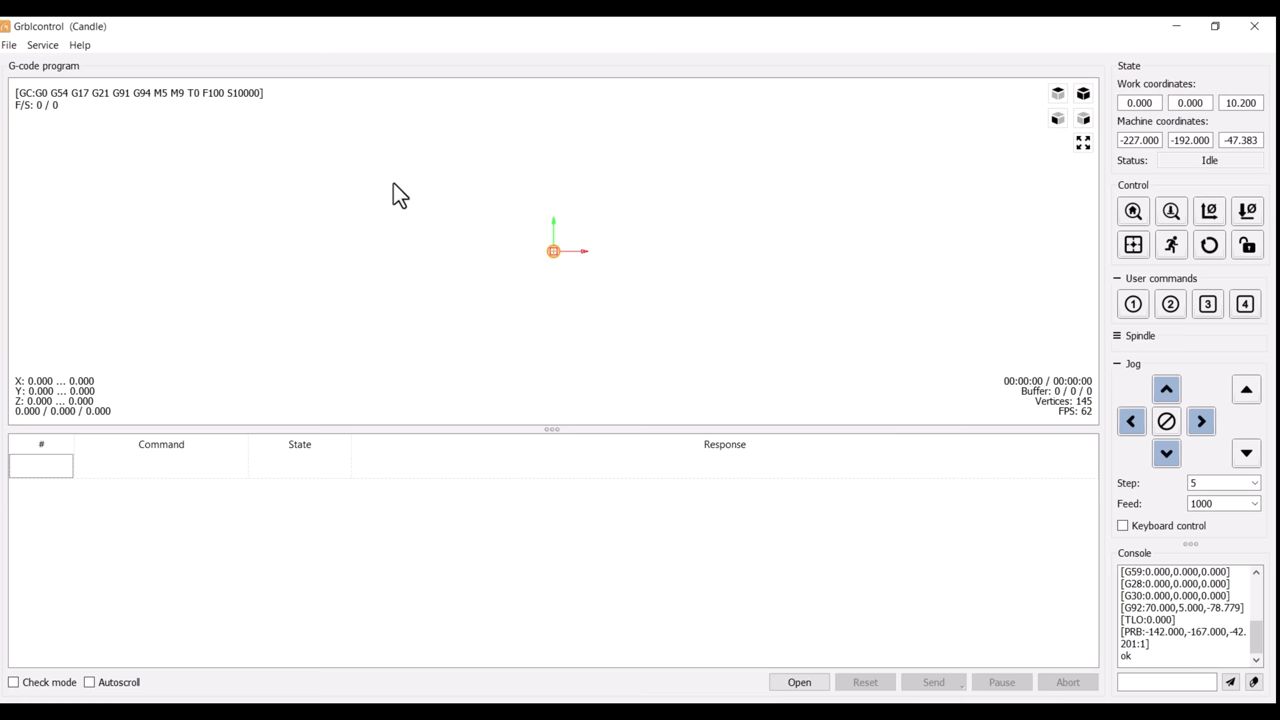 Grblcontrol (Candle)
File Service Help
G-code program
[GC:G0 G54 G17 G21 G91 G94 M5 M9 T0 F100 S10000]
F/S: 0 / 0
X: 0.000 ... 0.000
Y: 0.000 ... 0.000
Z: 0.000 ... 0.000
0.000 / 0.000 / 0.000
00:00:00 / 00:00:00
Buffer: 0 / 0 / 0
Vertices: 145
FPS: 62
# Command State Response
Check mode Autoscroll Open Reset Send Pause Abort
State
Work coordinates:
0.000 0.000 10.200
Machine coordinates:
-227.000 -192.000 -47.383
Status: Idle
Control
User commands
1 2 3 4
Spindle
Jog
Step: 5
Feed: 1000
Keyboard control
Console
[G59:0.000,0.000,0.000]
[G28:0.000,0.000,0.000]
[G30:0.000,0.000,0.000]
[G92:70.000,5.000,-78.779]
[TLO:0.000]
[PRB:-142.000,-167.000,-42.
201:1]
ok